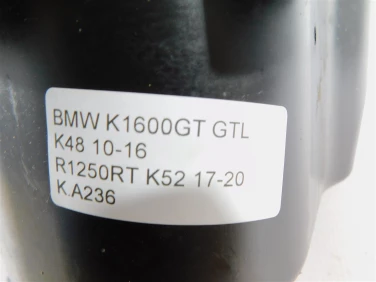 BMW K1600GT GTL
K48 10-16
R1250RT K52 17-20
K.A236